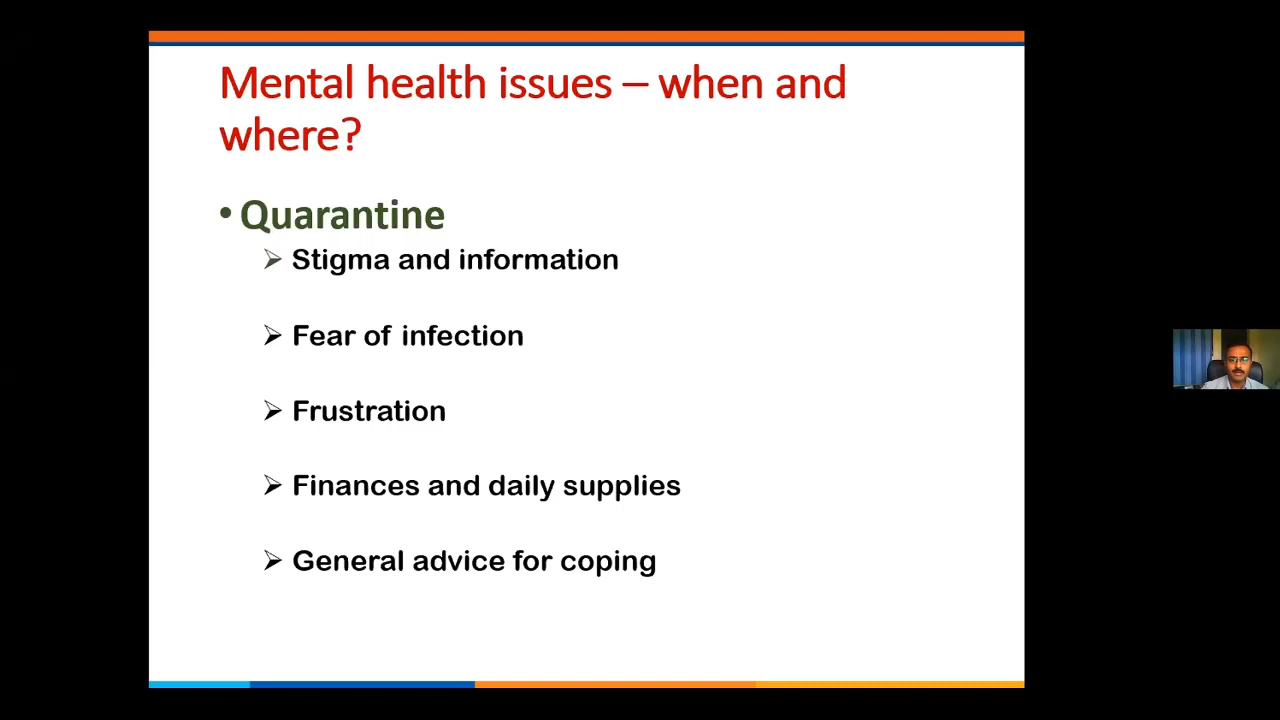 Mental health issues – when and
where?
• Quarantine
➢ Stigma and information
➢ Fear of infection
➢ Frustration
➢ Finances and daily supplies
➢ General advice for coping